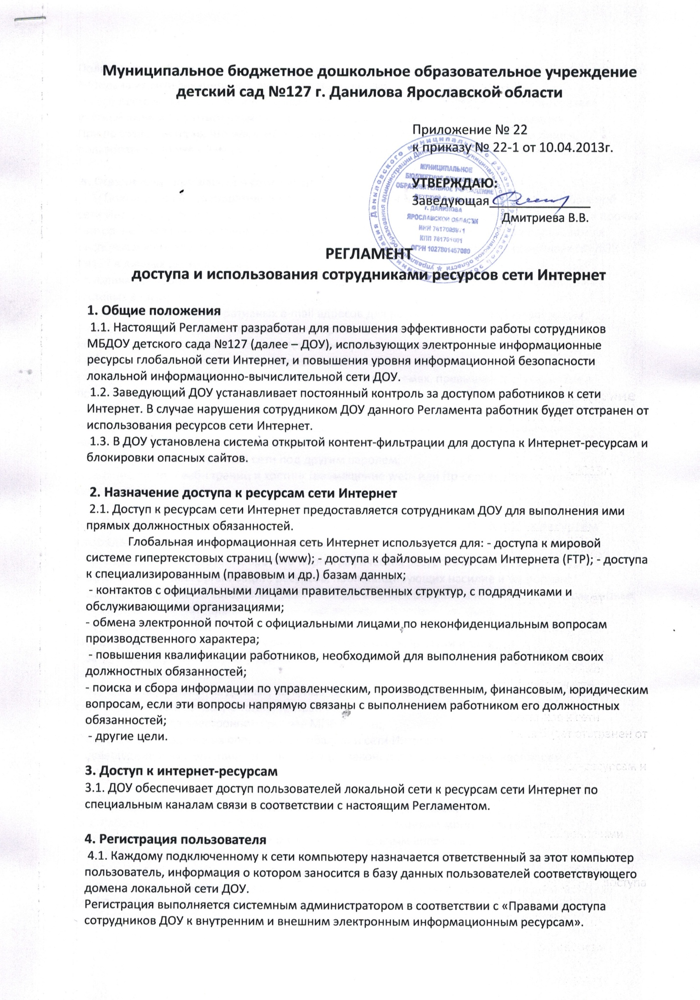 Муниципальное бюджетное дошкольное образовательное учреждение
детский сад №127 г. Данилова Ярославской области
Приложение № 22
к приказу № 22-1 от 10.04.2013г.
УТВЕРЖДАЮ:
Заведующая
Дмитриева В.В.
МУНИЦИПАЛЬНОЕ
БЮДЖЕТНОЕ ДОШКОЛЬНОЕ
ОБРАЗОВАТЕЛЬНОЕ УЧРЕЖДЕНИЕ
ДЕТСКИЙ САД
г. ДАНИЛОВА
ЯРОСЛАВСКОЙ ОБЛАСТИ
ИНН
КПП
ОГРН
РЕГЛАМЕНТ
доступа и использования сотрудниками ресурсов сети Интернет
1. Общие положения
1.1. Настоящий Регламент разработан для повышения эффективности работы сотрудников
МБДОУ детского сада №127 (далее – ДОУ), использующих электронные информационные
ресурсы глобальной сети Интернет, и повышения уровня информационной безопасности
локальной информационно-вычислительной сети ДОУ.
1.2. Заведующий ДОУ устанавливает постоянный контроль за доступом работников к сети
Интернет. В случае нарушения сотрудником ДОУ данного Регламента работник будет отстранен от
использования ресурсов сети Интернет.
1.3. В ДОУ установлена система открытой контент-фильтрации для доступа к Интернет-ресурсам и
блокировки опасных сайтов.
2. Назначение доступа к ресурсам сети Интернет
2.1. Доступ к ресурсам сети Интернет предоставляется сотрудникам ДОУ для выполнения ими
прямых должностных обязанностей.
Глобальная информационная сеть Интернет используется для: - доступа к мировой
системе гипертекстовых страниц (www); - доступа к файловым ресурсам Интернета (FTP); - доступа
к специализированным (правовым и др.) базам данных;
- контактов с официальными лицами правительственных структур, с подрядчиками и
обслуживающими организациями;
- обмена электронной почтой с официальными лицами по неконфиденциальным вопросам
производственного характера;
- повышения квалификации работников, необходимой для выполнения работником своих
должностных обязанностей;
- поиска и сбора информации по управленческим, производственным, финансовым, юридическим
вопросам, если эти вопросы напрямую связаны с выполнением работником его должностных
обязанностей;
- другие цели.
3. Доступ к интернет-ресурсам
3.1. ДОУ обеспечивает доступ пользователей локальной сети к ресурсам сети Интернет по
специальным каналам связи в соответствии с настоящим Регламентом.
4. Регистрация пользователя
4.1. Каждому подключенному к сети компьютеру назначается ответственный за этот компьютер
пользователь, информация о котором заносится в базу данных пользователей соответствующего
домена локальной сети ДОУ.
Регистрация выполняется системным администратором в соответствии с «Правами доступа
сотрудников ДОУ к внутренним и внешним электронным информационным ресурсам».